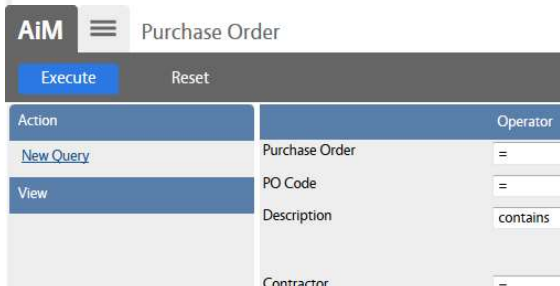 AiM Purchase Order
Execute Reset
Action Operator
New Query Purchase Order =
View PO Code =
Description contains
Contractor =